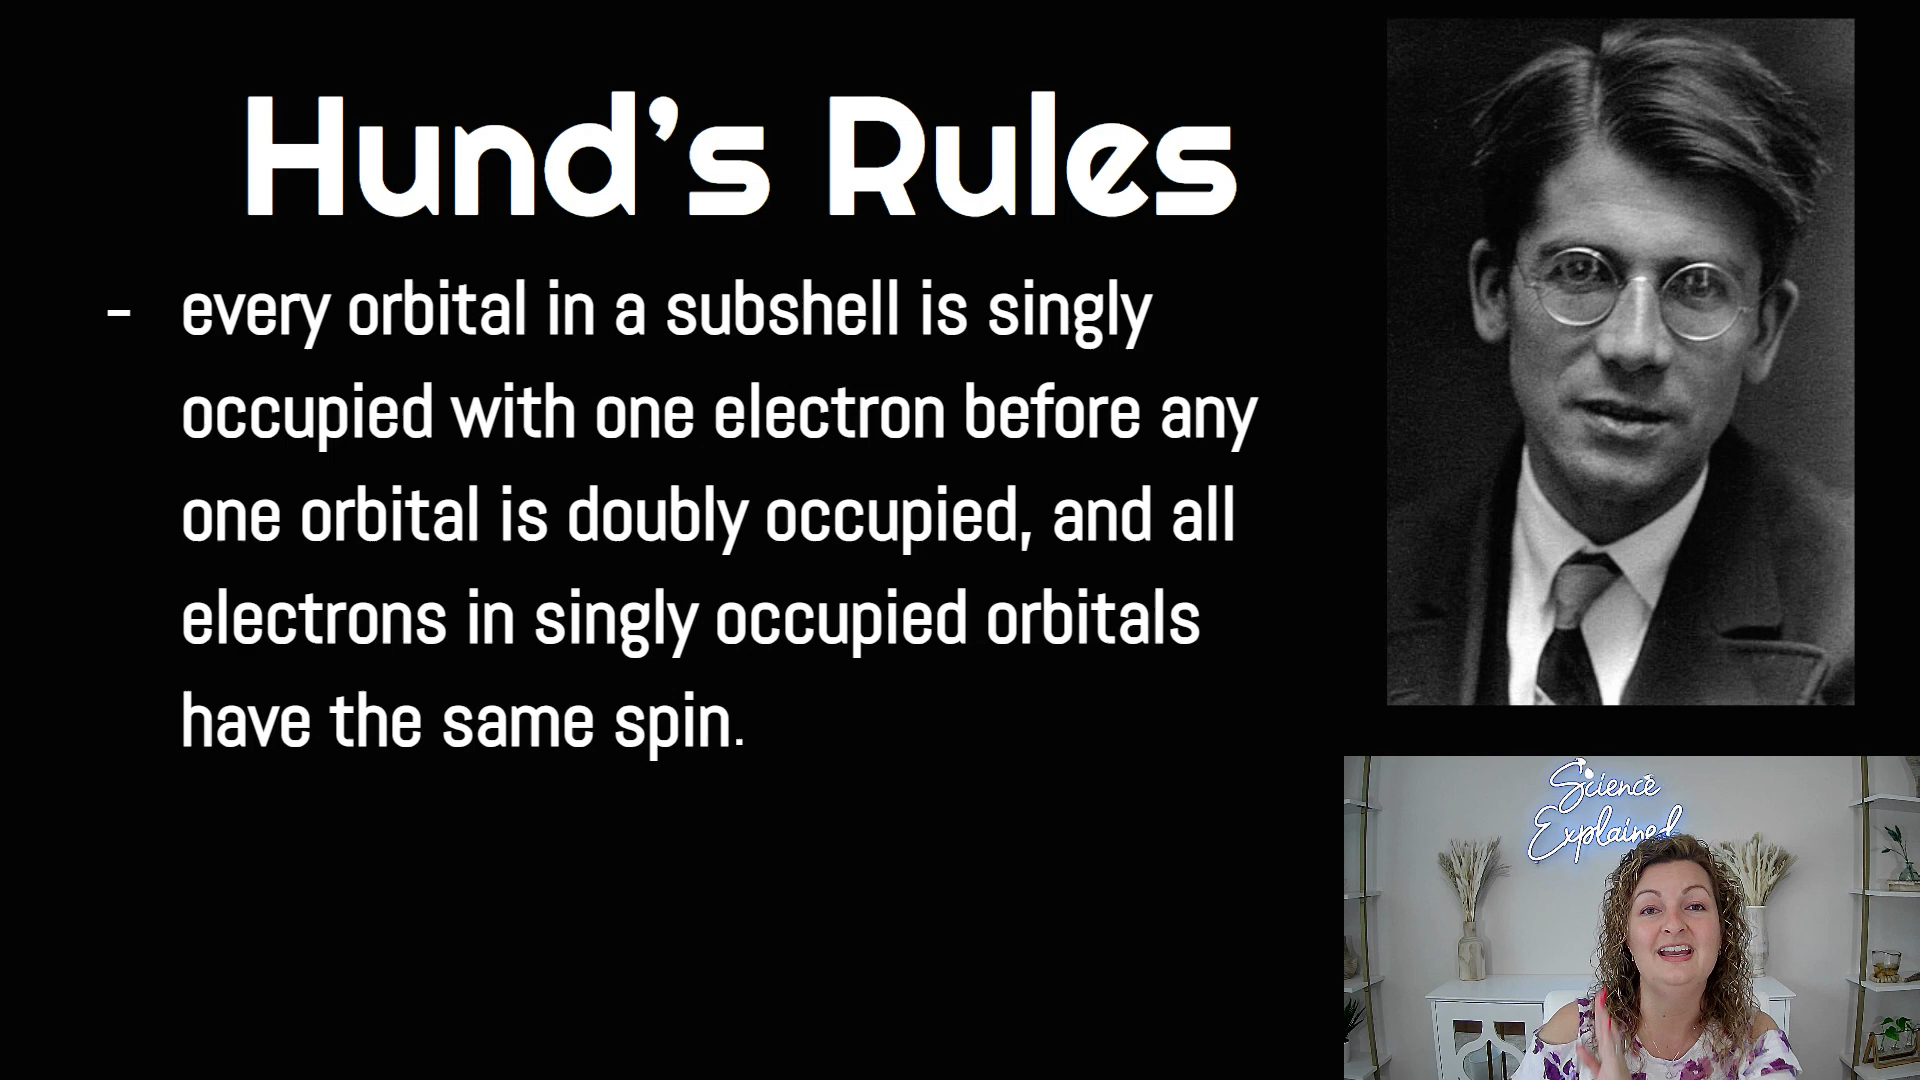 Hund's Rules
- every orbital in a subshell is singly
occupied with one electron before any
one orbital is doubly occupied, and all
electrons in singly occupied orbitals
have the same spin.
Science
Explained